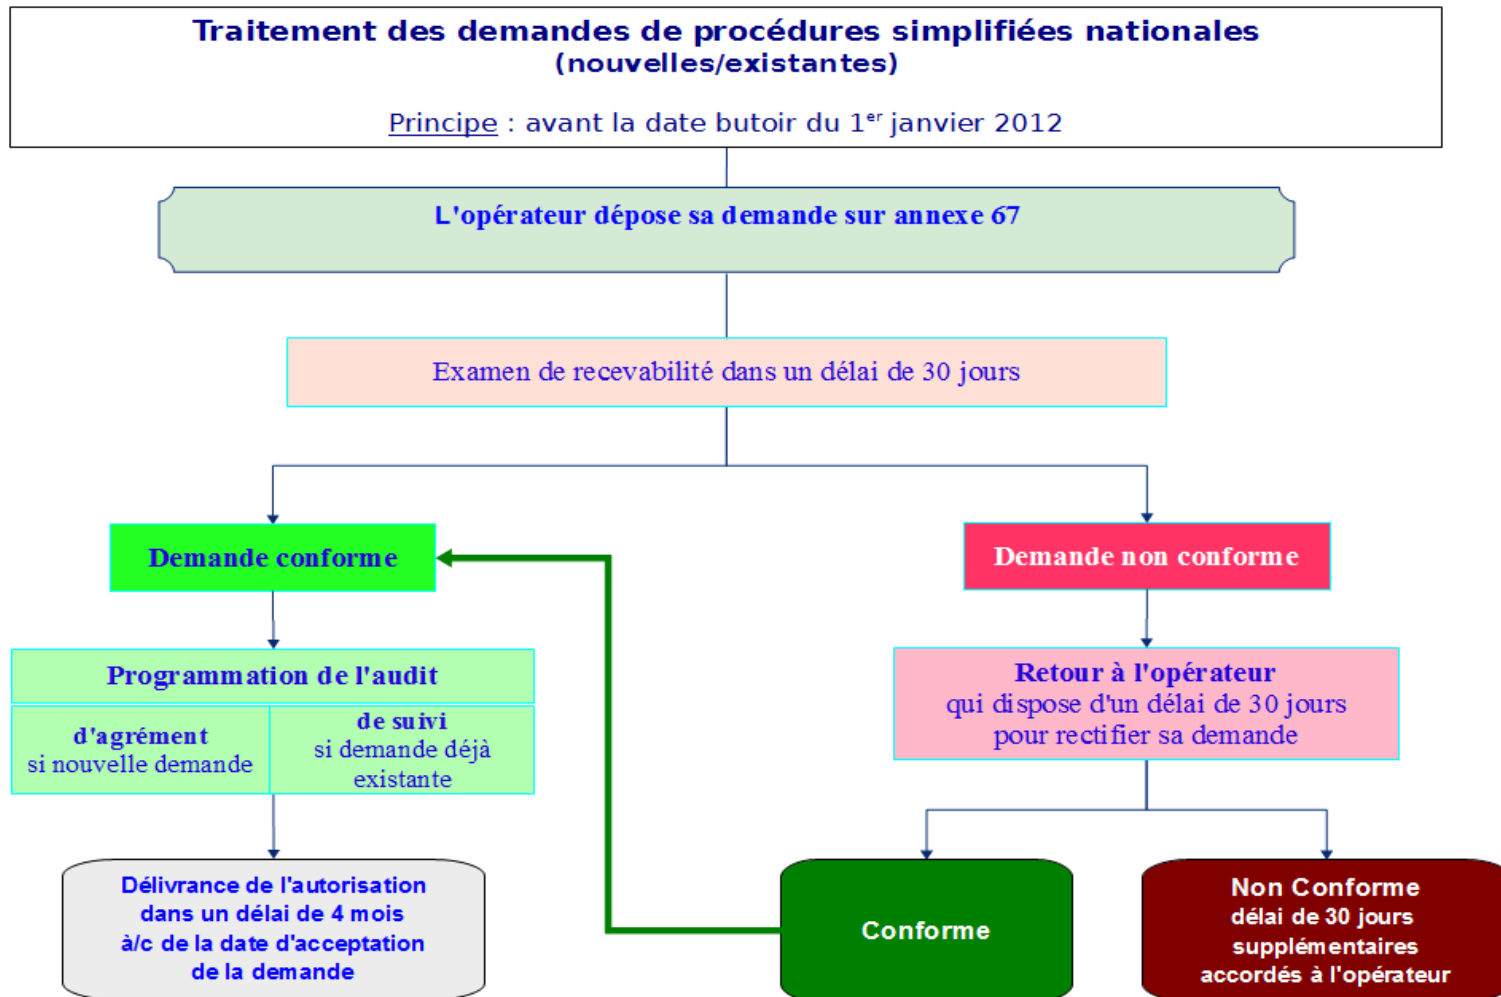 Traitement des demandes de procédures simplifiées nationales
(nouvelles/existantes)
Principe : avant la date butoir du 1er janvier 2012
L'opérateur dépose sa demande sur annexe 67
Examen de recevabilité dans un délai de 30 jours
Demande conforme
Demande non conforme
Programmation de l'audit
d'agrément
si nouvelle demande
de suivi
si demande déjà
existante
Retour à l'opérateur
qui dispose d'un délai de 30 jours
pour rectifier sa demande
Délivrance de l'autorisation
dans un délai de 4 mois
à/c de la date d'acceptation
de la demande
Conforme
Non Conforme
délai de 30 jours
supplémentaires
accordés à l'opérateur